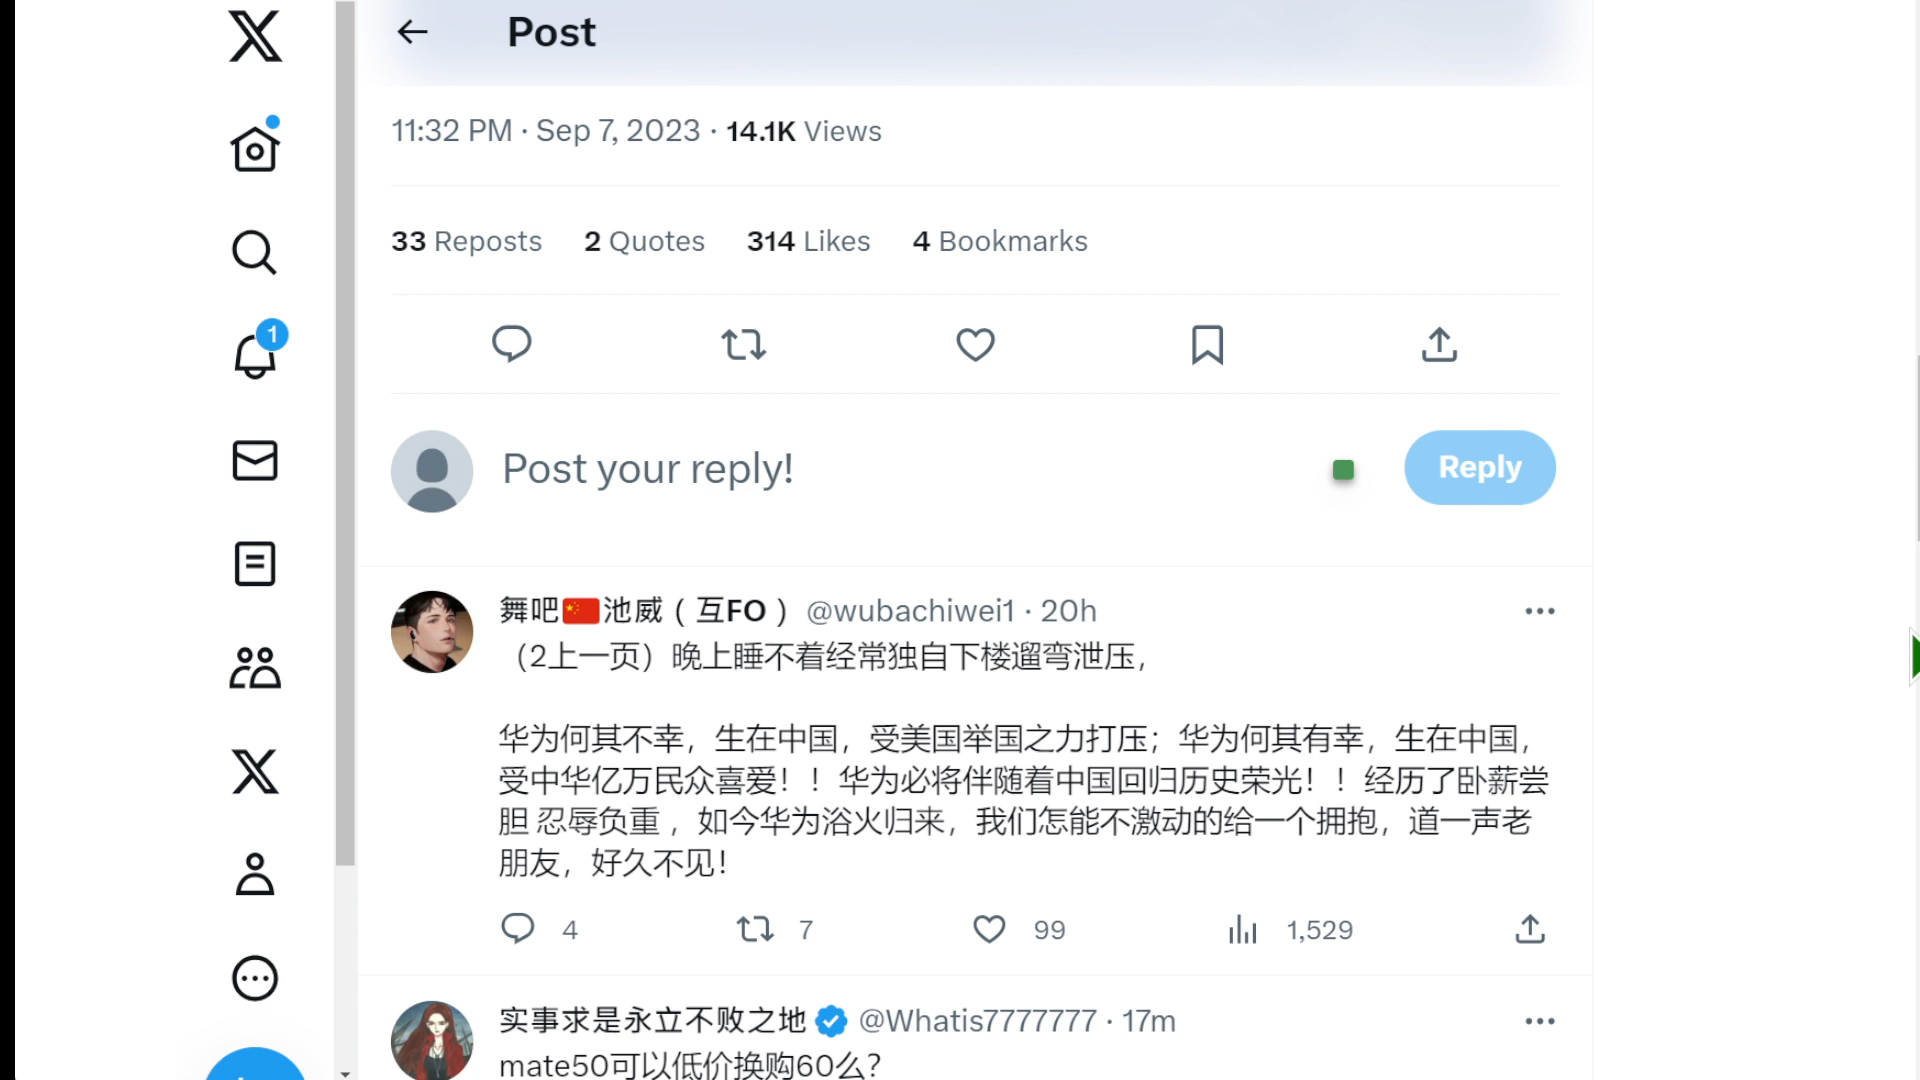 Post
11:32 PM · Sep 7, 2023 · 14.1K Views
33 Reposts 2 Quotes 314 Likes 4 Bookmarks
1
Post your reply!
Reply
舞吧🇨🇳池威（互FO） @wubachiwei1 · 20h
（2上一页）晚上睡不着经常独自下楼遛弯泄压，
华为何其不幸，生在中国，受美国举国之力打压；华为何其有幸，生在中国，
受中华亿万民众喜爱！！华为必将伴随着中国回归历史荣光！！经历了卧薪尝
胆 忍辱负重 ，如今华为浴火归来，我们怎能不激动的给一个拥抱，道一声老
朋友，好久不见！
4 7 99 1,529
实事求是永立不败之地 @Whatis7777777 · 17m
mate50可以低价换购60么？